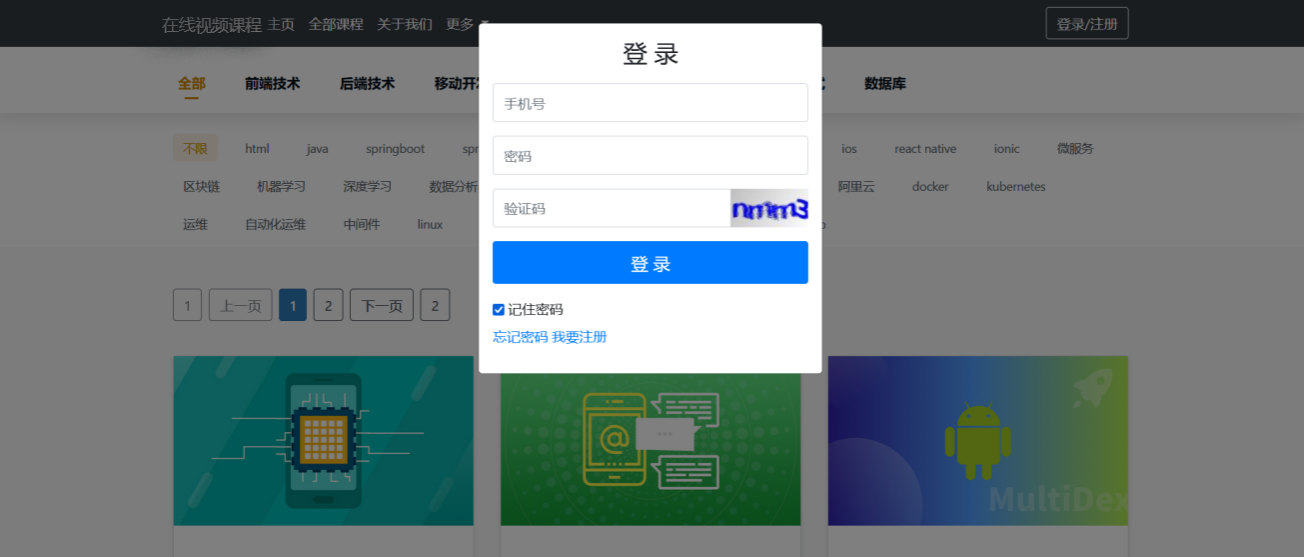 在线视频课程 主页 全部课程 关于我们 更多 登录/注册
登 录
全部 前端技术 后端技术 移动开 数据库
手机号
不限 html java springboot ios react native ionic 微服务
密码
区块链 机器学习 深度学习 数据分析 阿里云 docker kubernetes
验证码 nmm3
运维 自动化运维 中间件 linux
登 录
1 上一页 1 2 下一页 2
记住密码
忘记密码 我要注册
@
MultiDex